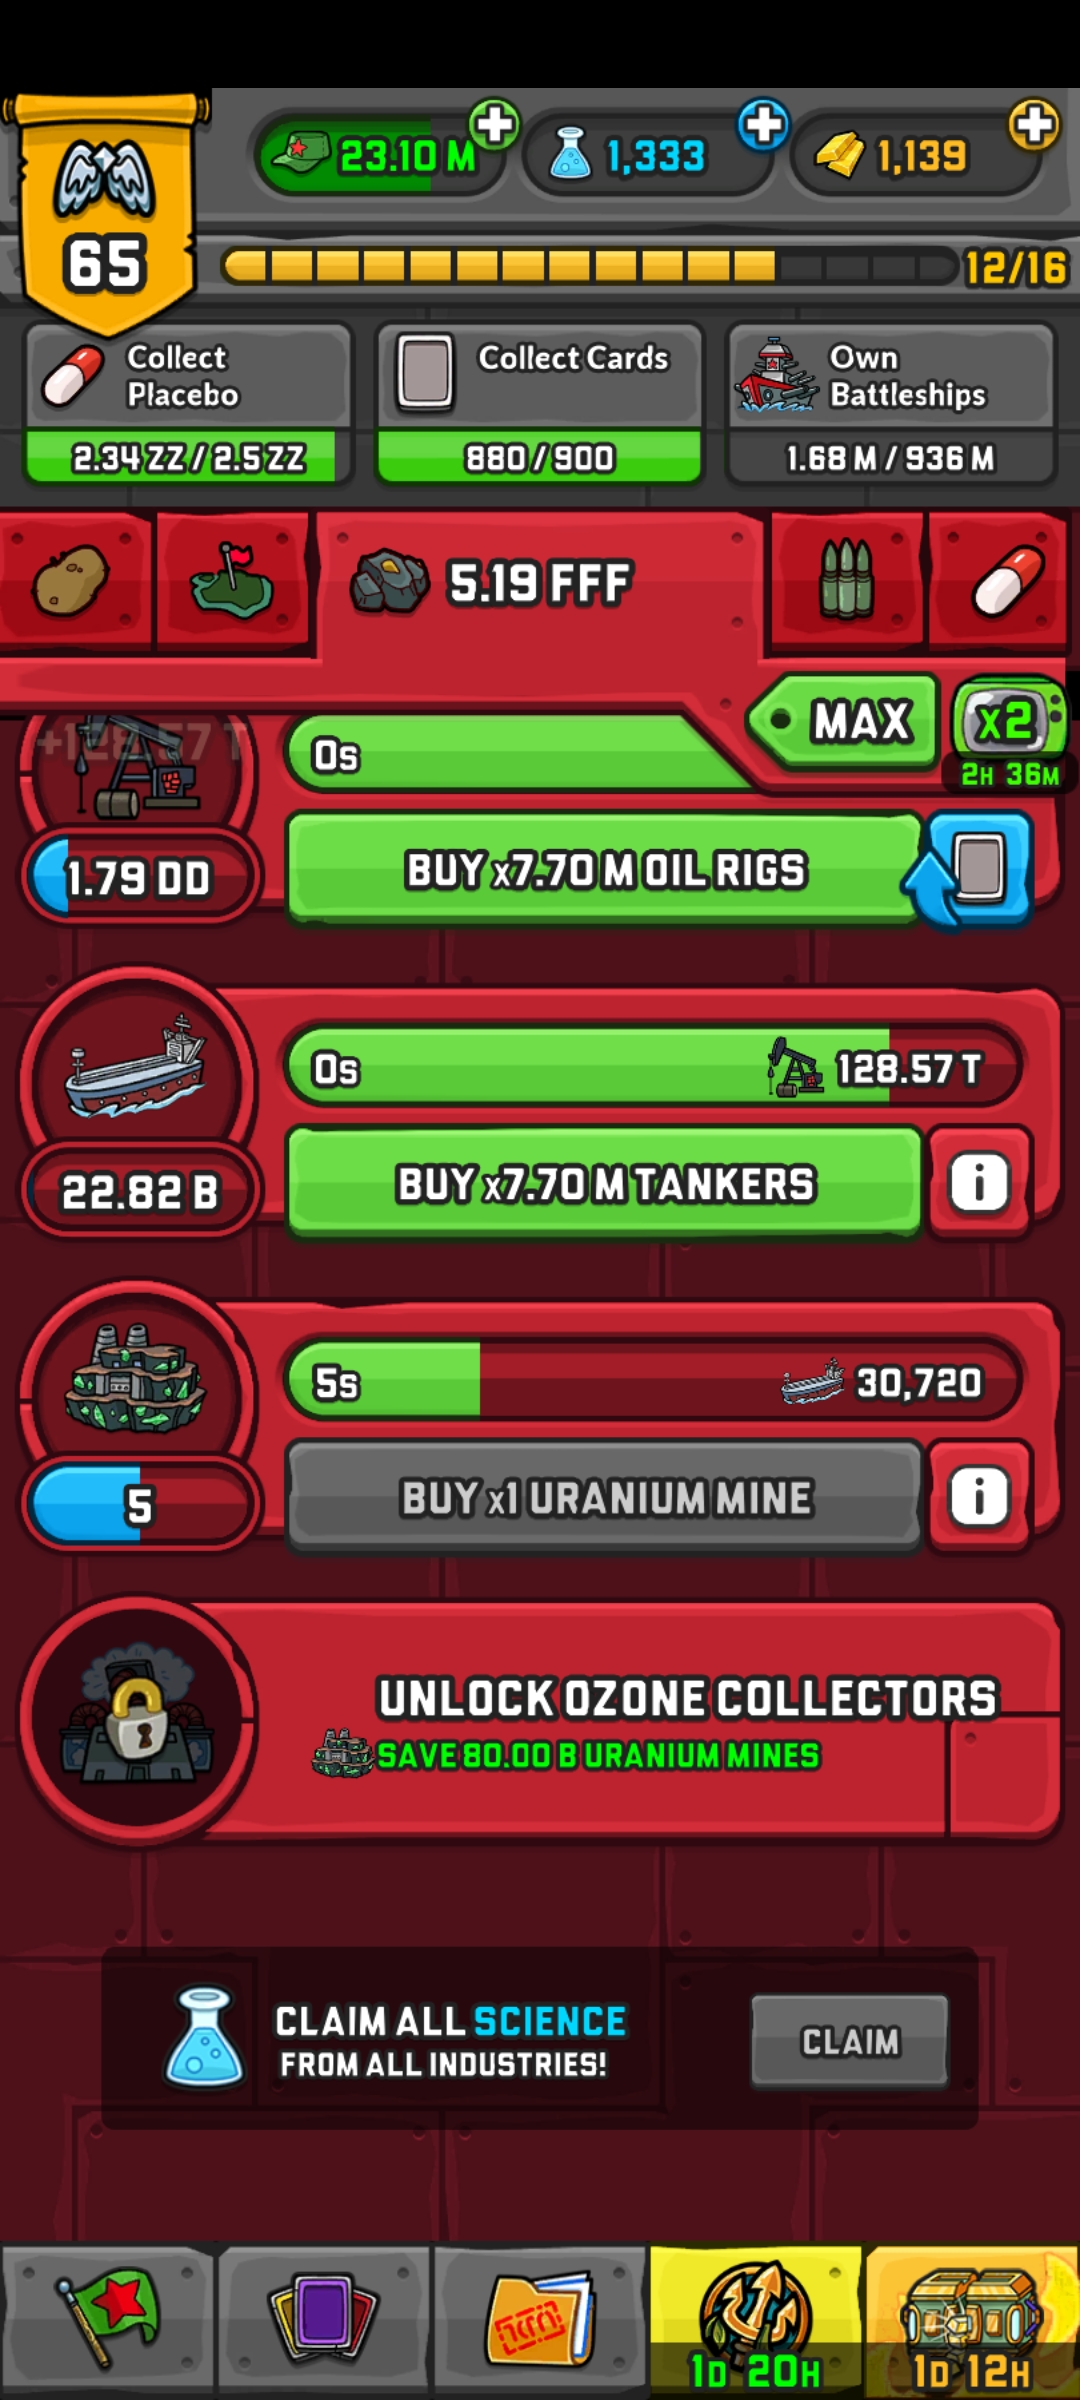 23.10 M
1,333
1,139
65
12/16
Collect
Placebo
2.34 ZZ / 2.5 ZZ
Collect Cards
880 / 900
Own
Battleships
1.68 M / 936 M
5.19 FFF
MAX
x2
2H 36M
+128.57 T
0s
1.79 DD
BUY x7.70 M OIL RIGS
0s
128.57 T
22.82 B
BUY x7.70 M TANKERS
i
5s
30,720
5
BUY x1 URANIUM MINE
i
UNLOCK OZONE COLLECTORS
SAVE 80.00 B URANIUM MINES
CLAIM ALL SCIENCE
FROM ALL INDUSTRIES!
CLAIM
1D 20H
1D 12H